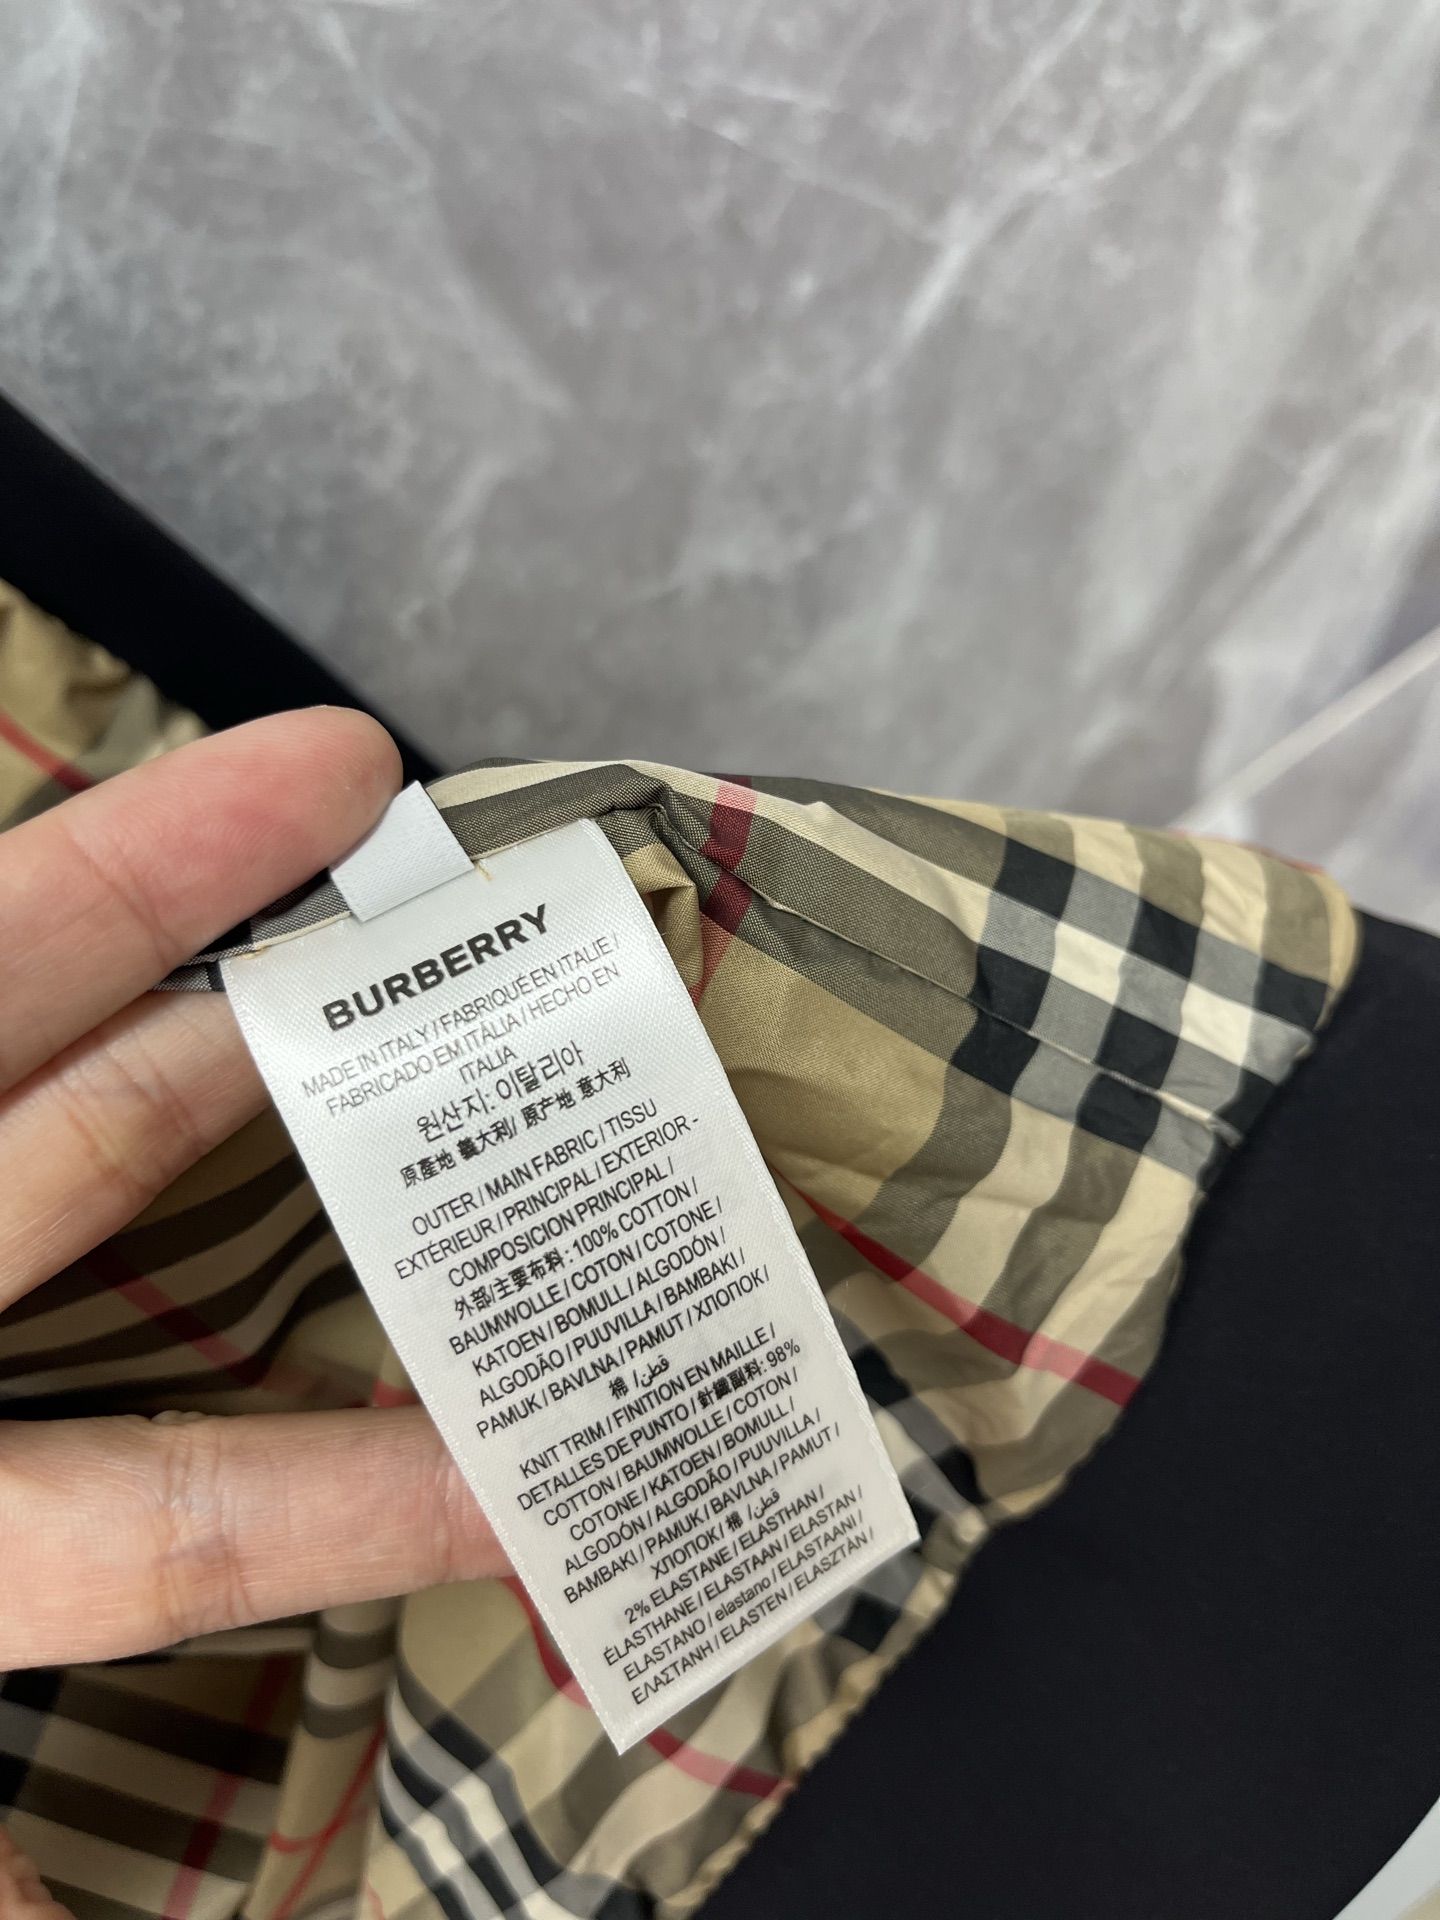 BURBERRY
MADE IN ITALY / FABRIQUÉ EN ITALIE /
FABRICADO EM ITÁLIA / HECHO EN
ITALIA
원산지: 이탈리아
原產地 義大利/ 原产地 意大利
OUTER / MAIN FABRIC / TISSU
EXTÉRIEUR / PRINCIPAL / EXTERIOR -
COMPOSICION PRINCIPAL /
外部/主要布料 : 100% COTTON /
BAUMWOLLE / COTON / COTONE /
KATOEN / BOMULL / ALGODÓN /
ALGODÃO / PUUVILLA / BAMBAKI /
PAMUK / BAVLNA / PAMUT / ХЛОПОК /
棉 /قطن
KNIT TRIM / FINITION EN MAILLE /
DETALLES DE PUNTO / 針織副料: 98%
COTTON / BAUMWOLLE / COTON /
COTONE / KATOEN / BOMULL /
ALGODÓN / ALGODÃO / PUUVILLA /
BAMBAKI / PAMUK / BAVLNA / PAMUT /
ХЛОПОК / 棉 /قطن
2% ELASTANE / ELASTHAN /
ÉLASTHANE / ELASTAAN / ELASTAN /
ELASTANO / elastano / ELASTAANI /
ΕΛΑΣΤΑΝΗ / ELASTEN / ELASZTÁN /